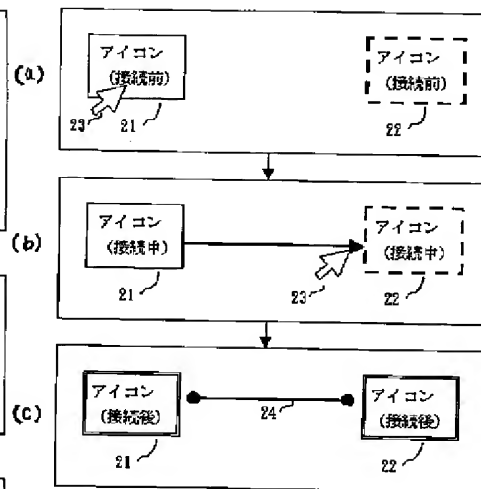 (a)
アイコン
(接続前)
23
21
アイコン
(接続前)
22
(b)
アイコン
(接続中)
21
23
アイコン
(接続中)
22
(C)
アイコン
(接続後)
21
24
アイコン
(接続後)
22